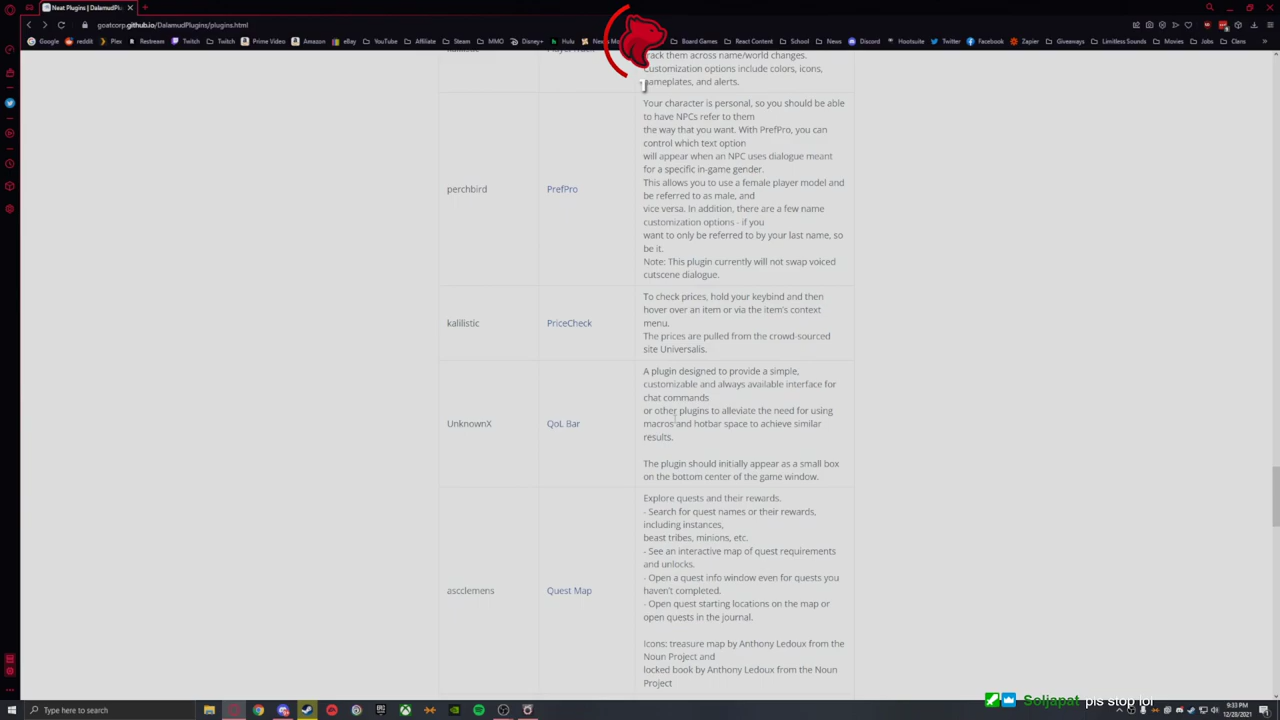 Neat Plugins | DalamudPlugins
goatcorp.github.io/DalamudPlugins/plugins.html
Google reddit Plex Restream Twitch Twitch Prime Video Amazon eBay YouTube Affiliate Steam MMO Disney+ Hulu Board Games React Content School News Discord Hootsuite Twitter Facebook Zapier Giveaways Limitless Sounds Movies Jobs Clens
1
track them across name/world changes.
Customization options include colors, icons,
nameplates, and alerts.
perchbird
PrefPro
Your character is personal, so you should be able
to have NPCs refer to them
the way that you want. With PrefPro, you can
control which text option
will appear when an NPC uses dialogue meant
for a specific in-game gender.
This allows you to use a female player model and
be referred to as male, and
vice versa. In addition, there are a few name
customization options - if you
want to only be referred to by your last name, so
be it.
Note: This plugin currently will not swap voiced
cutscene dialogue.
kalilistic
PriceCheck
To check prices, hold your keybind and then
hover over an item or via the item's context
menu.
The prices are pulled from the crowd-sourced
site Universalis.
UnknownX
QoL Bar
A plugin designed to provide a simple,
customizable and always available interface for
chat commands
or other plugins to alleviate the need for using
macros and hotbar space to achieve similar
results.
The plugin should initially appear as a small box
on the bottom center of the game window.
ascclemens
Quest Map
Explore quests and their rewards.
- Search for quest names or their rewards,
including instances,
beast tribes, minions, etc.
- See an interactive map of quest requirements
and unlocks.
- Open a quest info window even for quests you
haven't completed.
- Open quest starting locations on the map or
open quests in the journal.
Icons: treasure map by Anthony Ledoux from the
Noun Project and
locked book by Anthony Ledoux from the Noun
Project
Soljapat pls stop lol
Type here to search
9:33 PM
12/28/2021